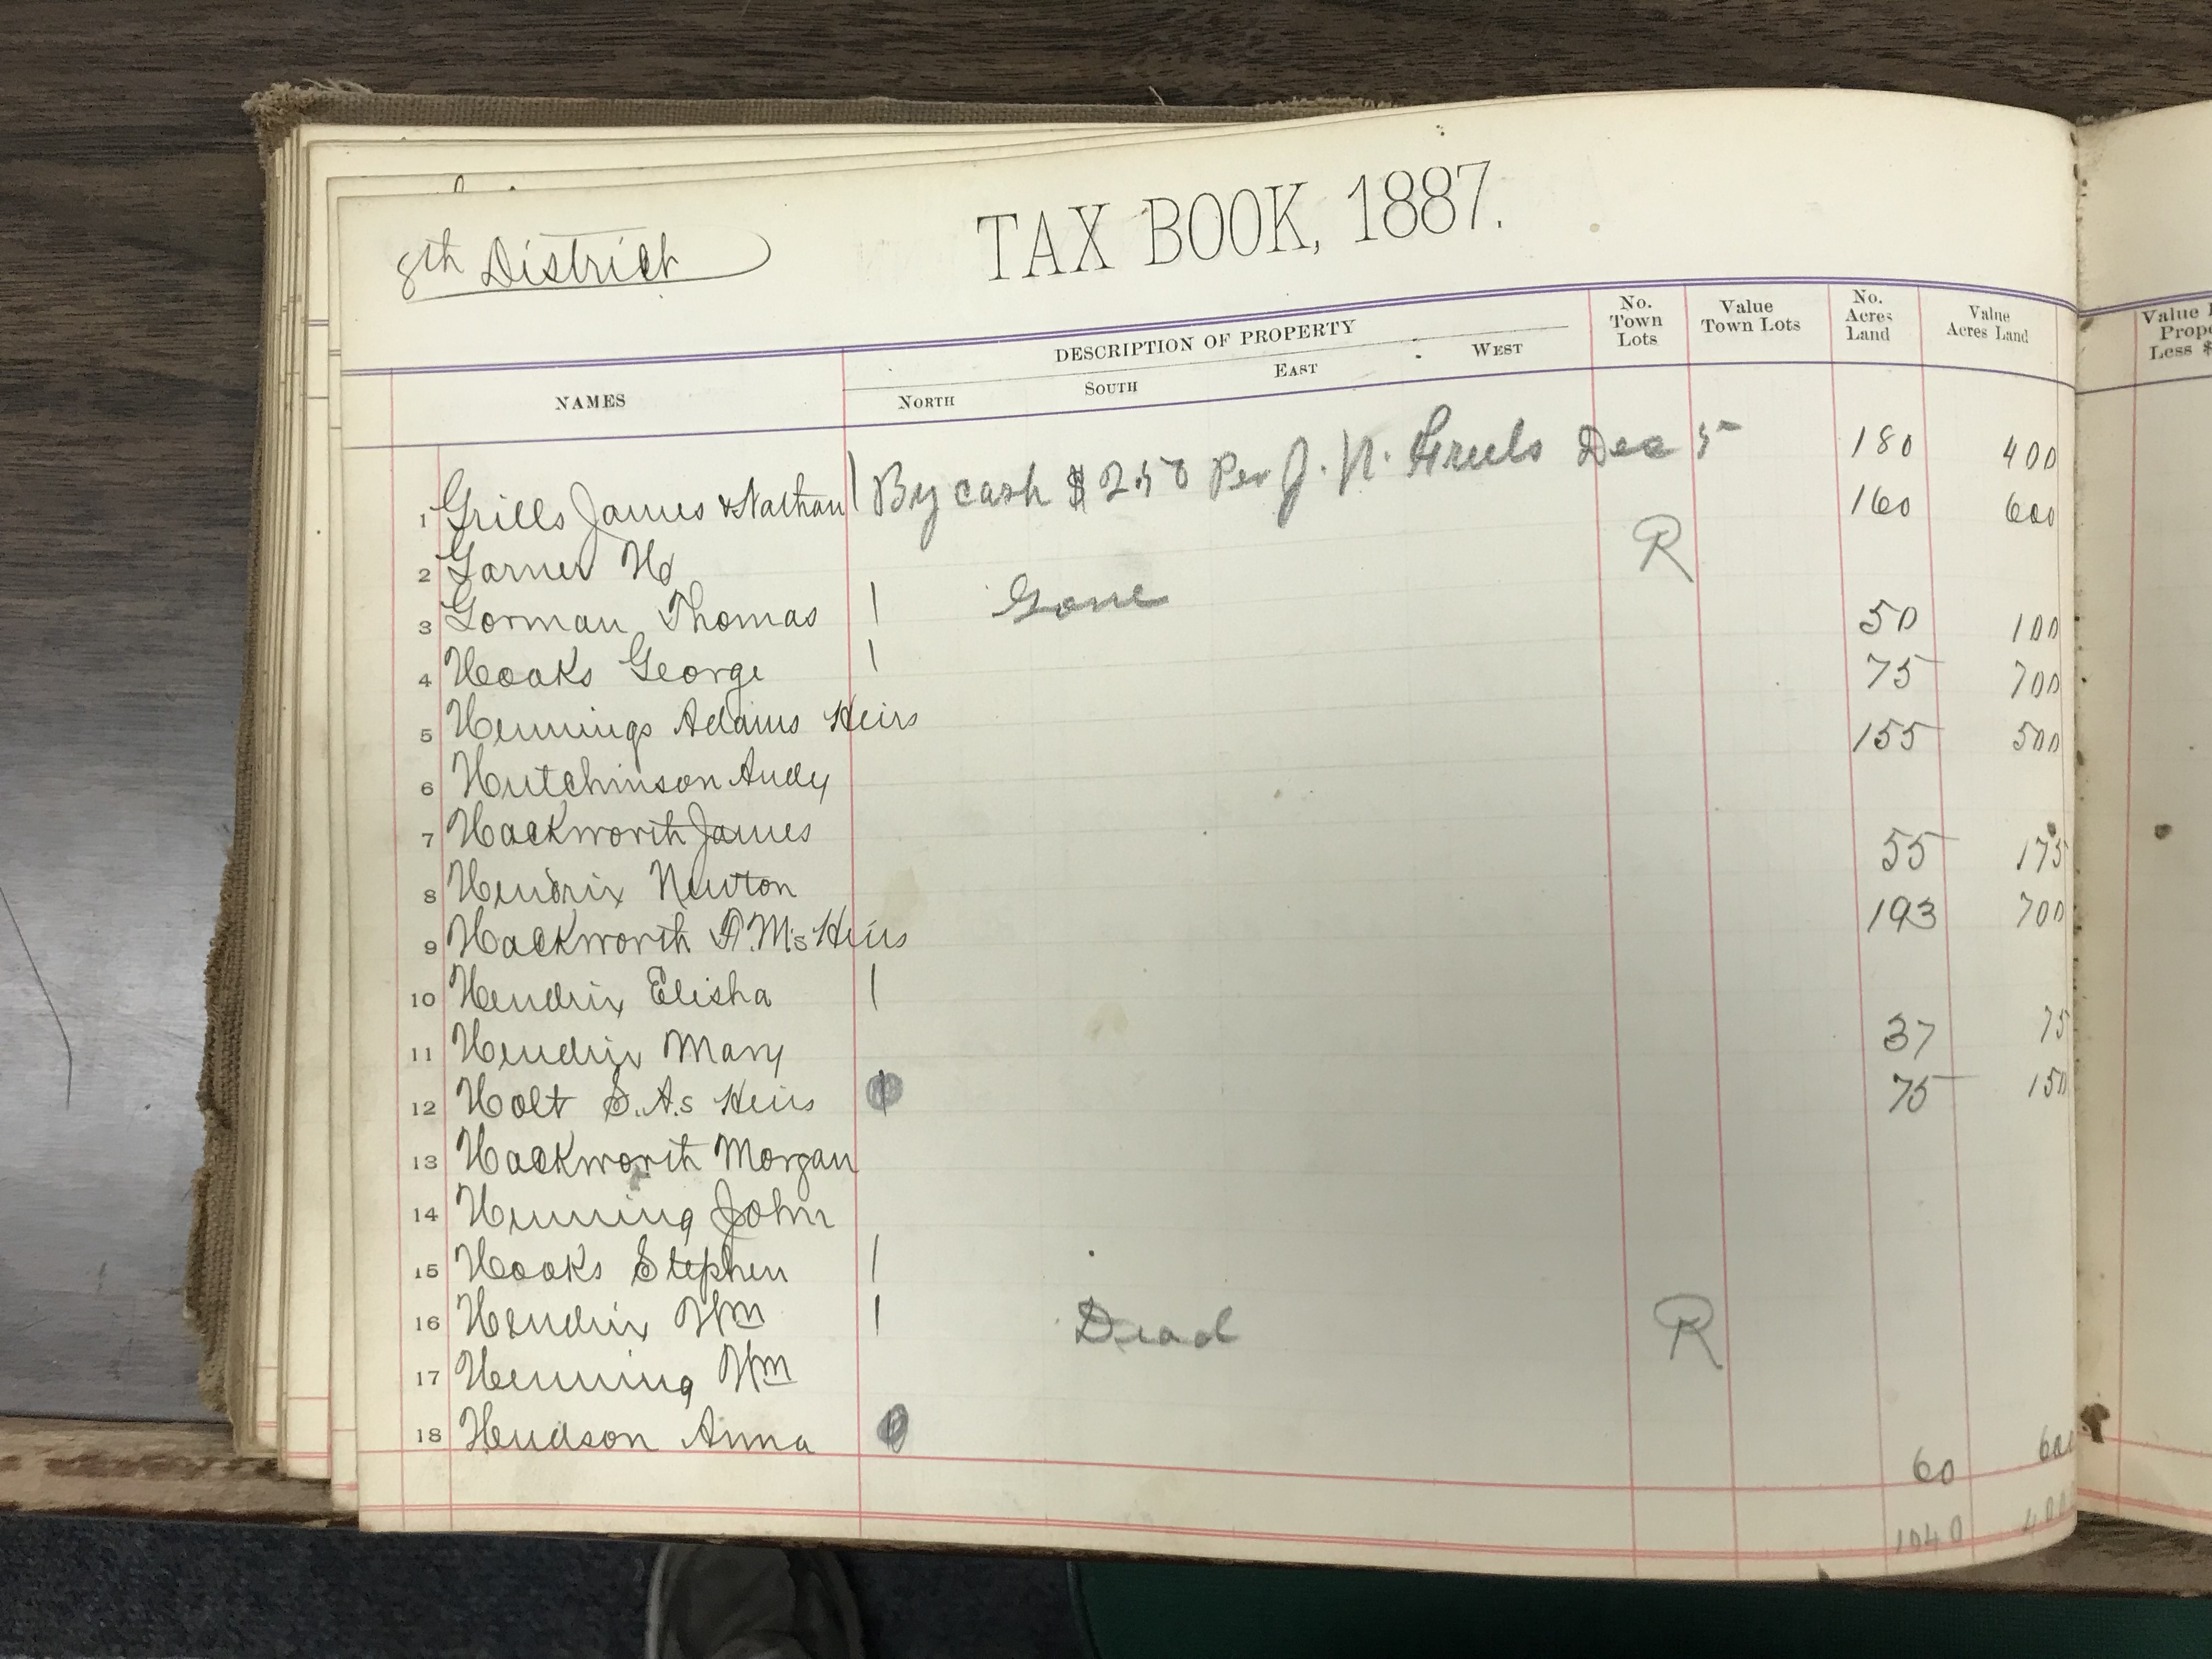 8th District
TAX BOOK, 1887.
NAMES DESCRIPTION OF PROPERTY No. Town Lots Value Town Lots No. Acres Land Value Acres Land
NORTH SOUTH EAST WEST
Value
Prope
Less $
1 Grills James & Nathan 1 By cash $2.50 Per J. N. Dec 5 180 400
2 Garner 160 600
3 Gorman Thomas 1 Gone R
4 Hooks George 1 50 100
5 Hennings Adams Heirs 75 700
6 Hutchinson Andy 155 500
7 Hackworth James
8 Hendrix Newton 55 175
9 Hackworth Ms Heirs 193 700
10 Hendrix Elisha 1
11 Hendrix Mary 37 75
12 Holt S. A.s Heirs 1 75 150
13 Hackworth Morgan
14 Henning John
15 Hooks Stephen 1
16 Hendrix Wm 1 Dead R
17 Henning Wm
18 Hudson Anna 60 600
1040